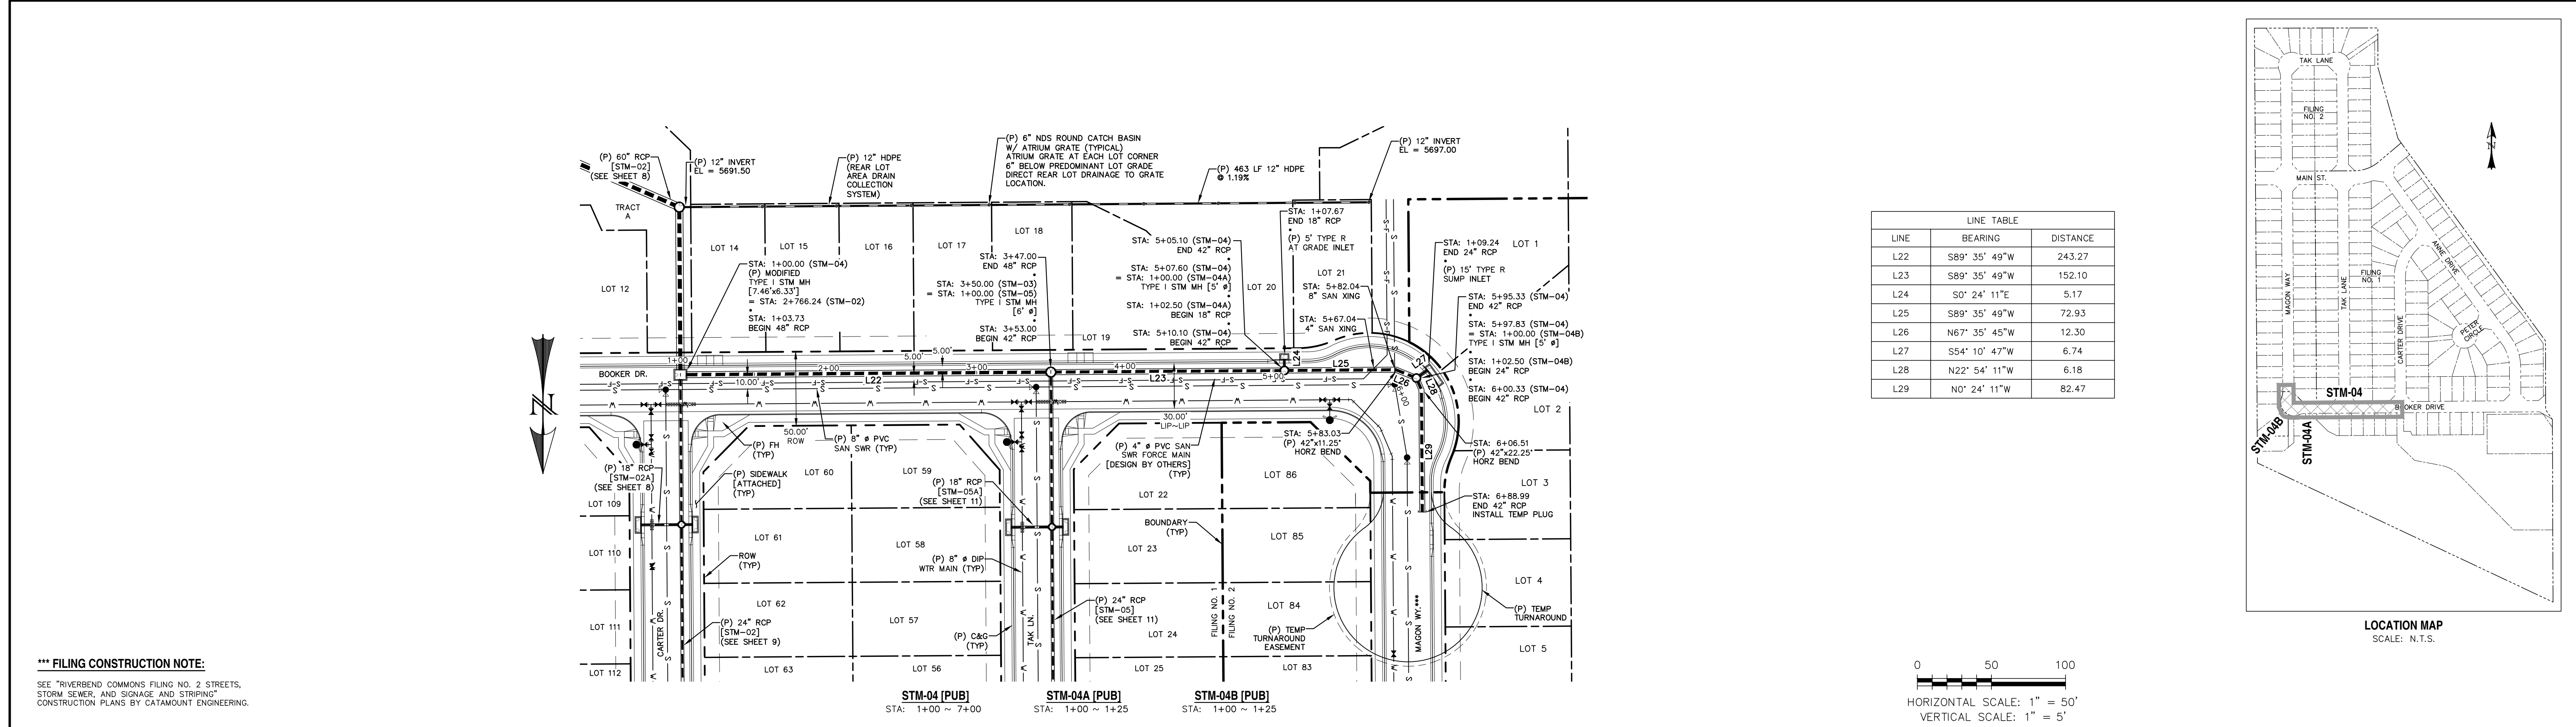 (P) 60" RCP
[STM-02]
(SEE SHEET 8)
(P) 12" INVERT
EL = 5691.50
(P) 12" HDPE
(REAR LOT
AREA DRAIN
COLLECTION
SYSTEM)
(P) 6" NDS ROUND CATCH BASIN
W/ ATRIUM GRATE (TYPICAL)
ATRIUM GRATE AT EACH LOT CORNER
6" BELOW PREDOMINANT LOT GRADE
DIRECT REAR LOT DRAINAGE TO GRATE
LOCATION.
(P) 463 LF 12" HDPE
@ 1.19%
(P) 12" INVERT
EL = 5697.00
TRACT
A
LOT 12
LOT 14
LOT 15
LOT 16
LOT 17
LOT 18
LOT 19
LOT 20
LOT 21
LOT 1
STA: 1+00.00 (STM-04)
(P) MODIFIED
TYPE I STM MH
[7.46'x6.33']
= STA: 2+766.24 (STM-02)
•
STA: 1+03.73
BEGIN 48" RCP
STA: 3+47.00
END 48" RCP
•
STA: 3+50.00 (STM-03)
= STA: 1+00.00 (STM-05)
TYPE I STM MH
[6' ø]
•
STA: 3+53.00
BEGIN 42" RCP
STA: 5+05.10 (STM-04)
END 42" RCP
•
STA: 5+07.60 (STM-04)
= STA: 1+00.00 (STM-04A)
TYPE I STM MH [5' ø]
•
STA: 1+02.50 (STM-04A)
BEGIN 18" RCP
•
STA: 5+10.10 (STM-04)
BEGIN 42" RCP
STA: 1+07.67
END 18" RCP
•
(P) 5' TYPE R
AT GRADE INLET
STA: 5+82.04
8" SAN XING
STA: 5+67.04
4" SAN XING
STA: 1+09.24
END 24" RCP
•
(P) 15' TYPE R
SUMP INLET
STA: 5+95.33 (STM-04)
END 42" RCP
•
STA: 5+97.83 (STM-04)
= STA: 1+00.00 (STM-04B)
TYPE I STM MH [5' ø]
•
STA: 1+02.50 (STM-04B)
BEGIN 24" RCP
•
STA: 6+00.33 (STM-04)
BEGIN 42" RCP
BOOKER DR.
1+00
2+00
3+00
4+00
5+00
6+00
5.00'
5.00'
10.00'
L22
L23
L24
L25
L26
L27
L28
L29
50.00'
ROW
30.00'
LIP~LIP
(P) FH
(TYP)
(P) 8" ø PVC
SAN SWR (TYP)
(P) 18" RCP
[STM-02A]
(SEE SHEET 8)
(P) SIDEWALK
[ATTACHED]
(TYP)
(P) 18" RCP
[STM-05A]
(SEE SHEET 11)
(P) 4" ø PVC SAN
SWR FORCE MAIN
[DESIGN BY OTHERS]
(TYP)
STA: 5+83.03
(P) 42"x11.25°
HORZ BEND
STA: 6+06.51
(P) 42"x22.25°
HORZ BEND
STA: 6+88.99
END 42" RCP
INSTALL TEMP PLUG
BOUNDARY
(TYP)
ROW
(TYP)
(P) 8" ø DIP
WTR MAIN (TYP)
(P) 24" RCP
[STM-02]
(SEE SHEET 9)
(P) C&G
(TYP)
(P) 24" RCP
[STM-05]
(SEE SHEET 11)
(P) TEMP
TURNAROUND
EASEMENT
(P) TEMP
TURNAROUND
LOT 109
LOT 110
LOT 111
LOT 112
LOT 60
LOT 61
LOT 62
LOT 63
LOT 59
LOT 58
LOT 57
LOT 56
LOT 22
LOT 23
LOT 24
LOT 25
LOT 86
LOT 85
LOT 84
LOT 83
LOT 2
LOT 3
LOT 4
LOT 5
CARTER DR.
TAK LN.
FILING NO. 1
FILING NO. 2
MAGON WY.***
N
STM-04 [PUB]
STA: 1+00 ~ 7+00
STM-04A [PUB]
STA: 1+00 ~ 1+25
STM-04B [PUB]
STA: 1+00 ~ 1+25
*** FILING CONSTRUCTION NOTE:
SEE "RIVERBEND COMMONS FILING NO. 2 STREETS,
STORM SEWER, AND SIGNAGE AND STRIPING"
CONSTRUCTION PLANS BY CATAMOUNT ENGINEERING.
LINE TABLE
LINE BEARING DISTANCE
L22 S89° 35' 49"W 243.27
L23 S89° 35' 49"W 152.10
L24 S0° 24' 11"E 5.17
L25 S89° 35' 49"W 72.93
L26 N67° 35' 45"W 12.30
L27 S54° 10' 47"W 6.74
L28 N22° 54' 11"W 6.18
L29 N0° 24' 11"W 82.47
TAK LANE
FILING
NO. 2
N
MAIN ST.
ANNE DRIVE
MAGON WAY
TAK LANE
FILING
NO. 1
CARTER DRIVE
PETER
CIRCLE
STM-04
BOOKER DRIVE
STM-04B
STM-04A
LOCATION MAP
SCALE: N.T.S.
0 50 100
HORIZONTAL SCALE: 1" = 50'
VERTICAL SCALE: 1" = 5'